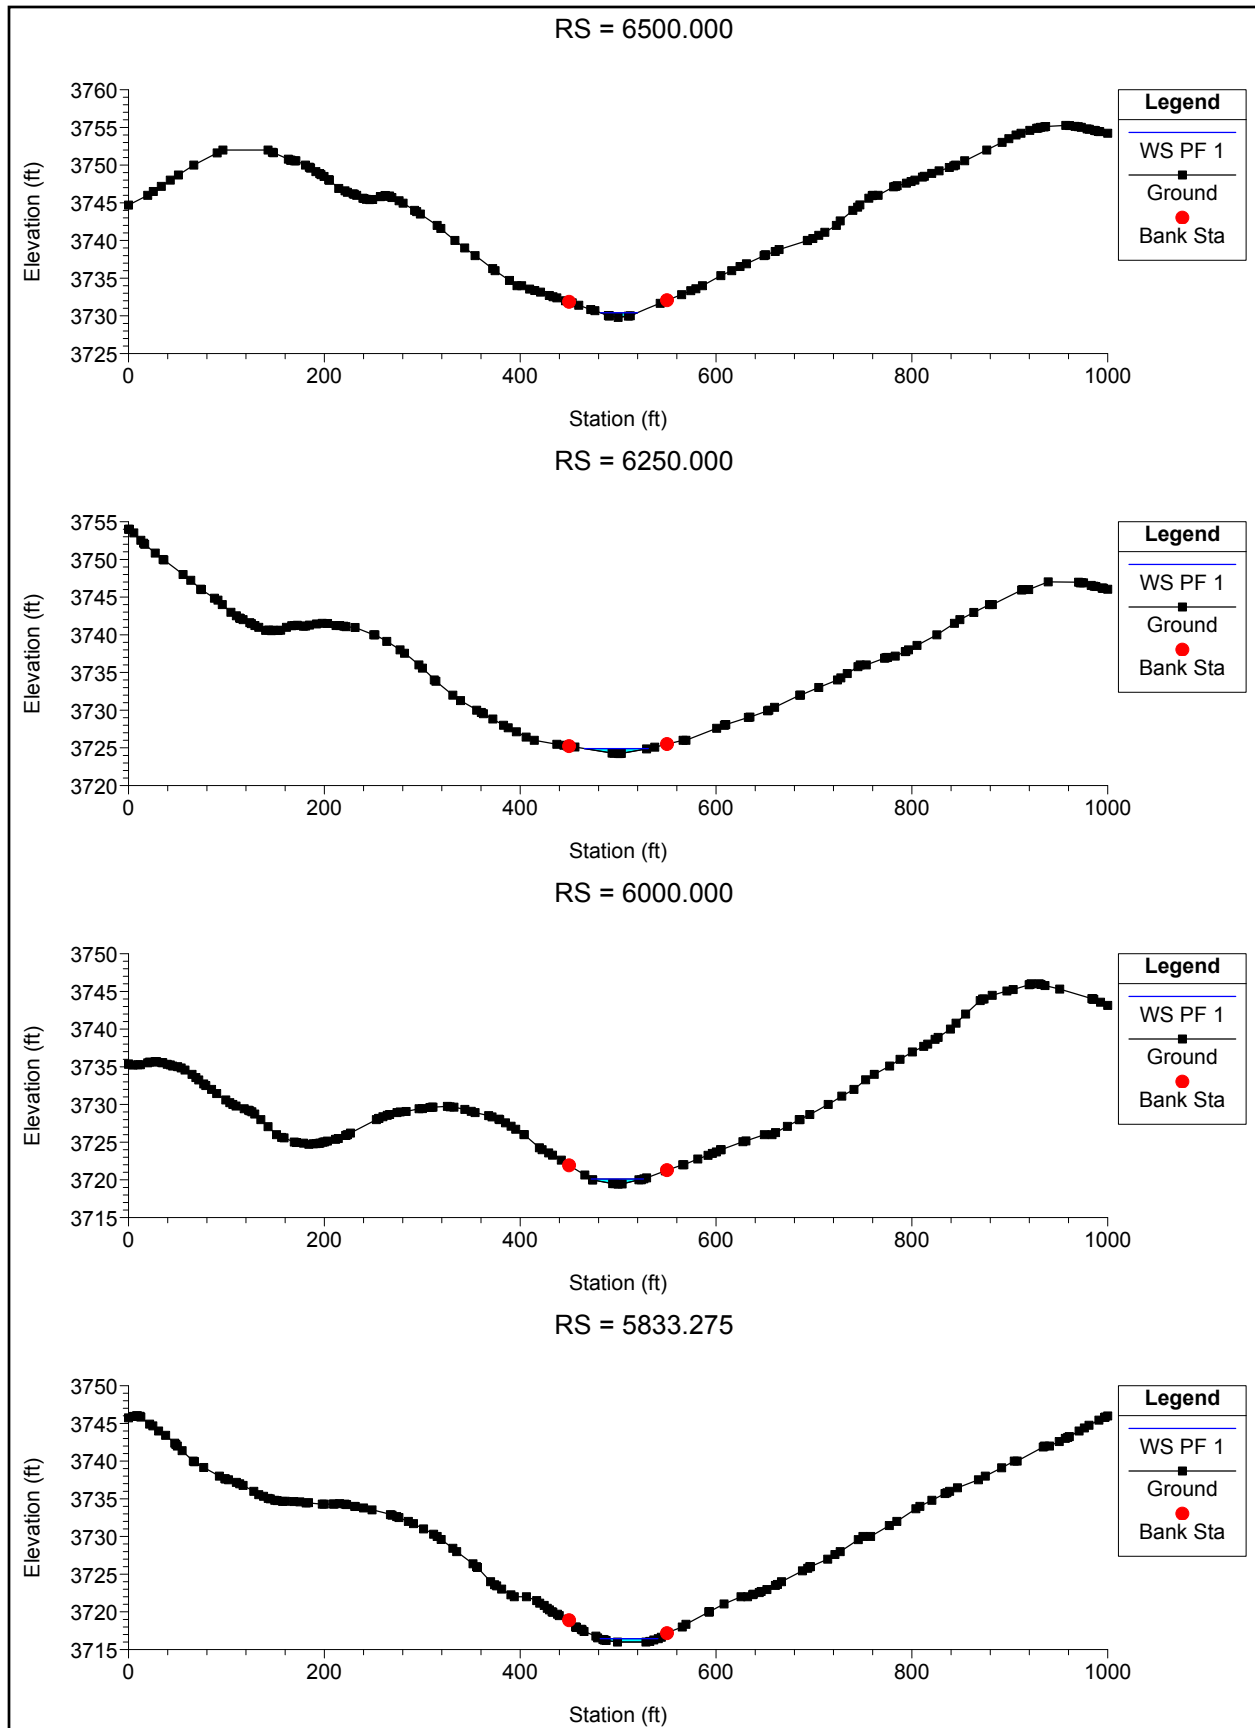 RS = 6500.000
3760
3755
3750
3745
3740
3735
3730
3725
Elevation (ft)
0 200 400 600 800 1000
Station (ft)
Legend
WS PF 1
Ground
Bank Sta
RS = 6250.000
3755
3750
3745
3740
3735
3730
3725
3720
Elevation (ft)
0 200 400 600 800 1000
Station (ft)
Legend
WS PF 1
Ground
Bank Sta
RS = 6000.000
3750
3745
3740
3735
3730
3725
3720
3715
Elevation (ft)
0 200 400 600 800 1000
Station (ft)
Legend
WS PF 1
Ground
Bank Sta
RS = 5833.275
3750
3745
3740
3735
3730
3725
3720
3715
Elevation (ft)
0 200 400 600 800 1000
Station (ft)
Legend
WS PF 1
Ground
Bank Sta